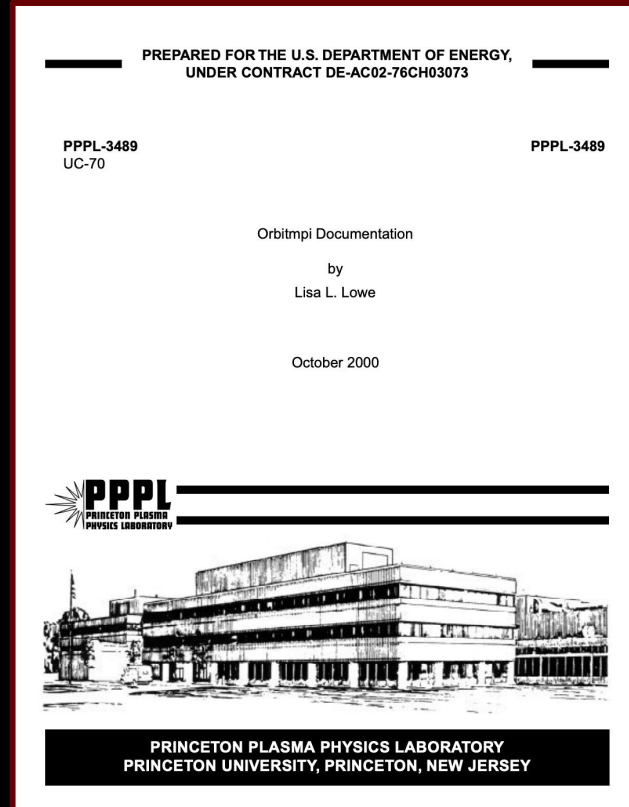 PREPARED FOR THE U.S. DEPARTMENT OF ENERGY,
UNDER CONTRACT DE-AC02-76CH03073
PPPL-3489 PPPL-3489
UC-70
Orbitmpi Documentation
by
Lisa L. Lowe
October 2000
PPPL
PRINCETON PLASMA
PHYSICS LABORATORY
PRINCETON PLASMA PHYSICS LABORATORY
PRINCETON UNIVERSITY, PRINCETON, NEW JERSEY